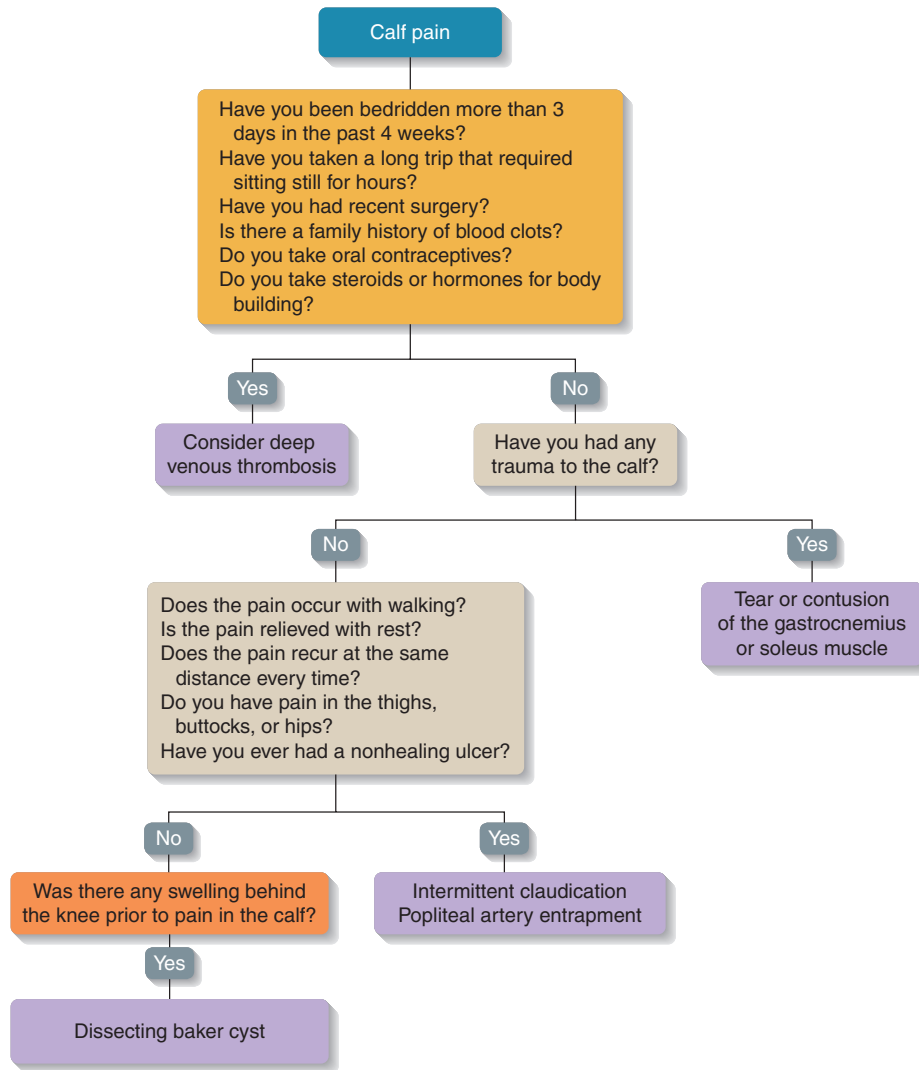 Calf pain
Have you been bedridden more than 3
days in the past 4 weeks?
Have you taken a long trip that required
sitting still for hours?
Have you had recent surgery?
Is there a family history of blood clots?
Do you take oral contraceptives?
Do you take steroids or hormones for body
building?
Yes
No
Consider deep
venous thrombosis
Have you had any
trauma to the calf?
No
Yes
Does the pain occur with walking?
Is the pain relieved with rest?
Does the pain recur at the same
distance every time?
Do you have pain in the thighs,
buttocks, or hips?
Have you ever had a nonhealing ulcer?
Tear or contusion
of the gastrocnemius
or soleus muscle
No
Yes
Was there any swelling behind
the knee prior to pain in the calf?
Intermittent claudication
Popliteal artery entrapment
Yes
Dissecting baker cyst